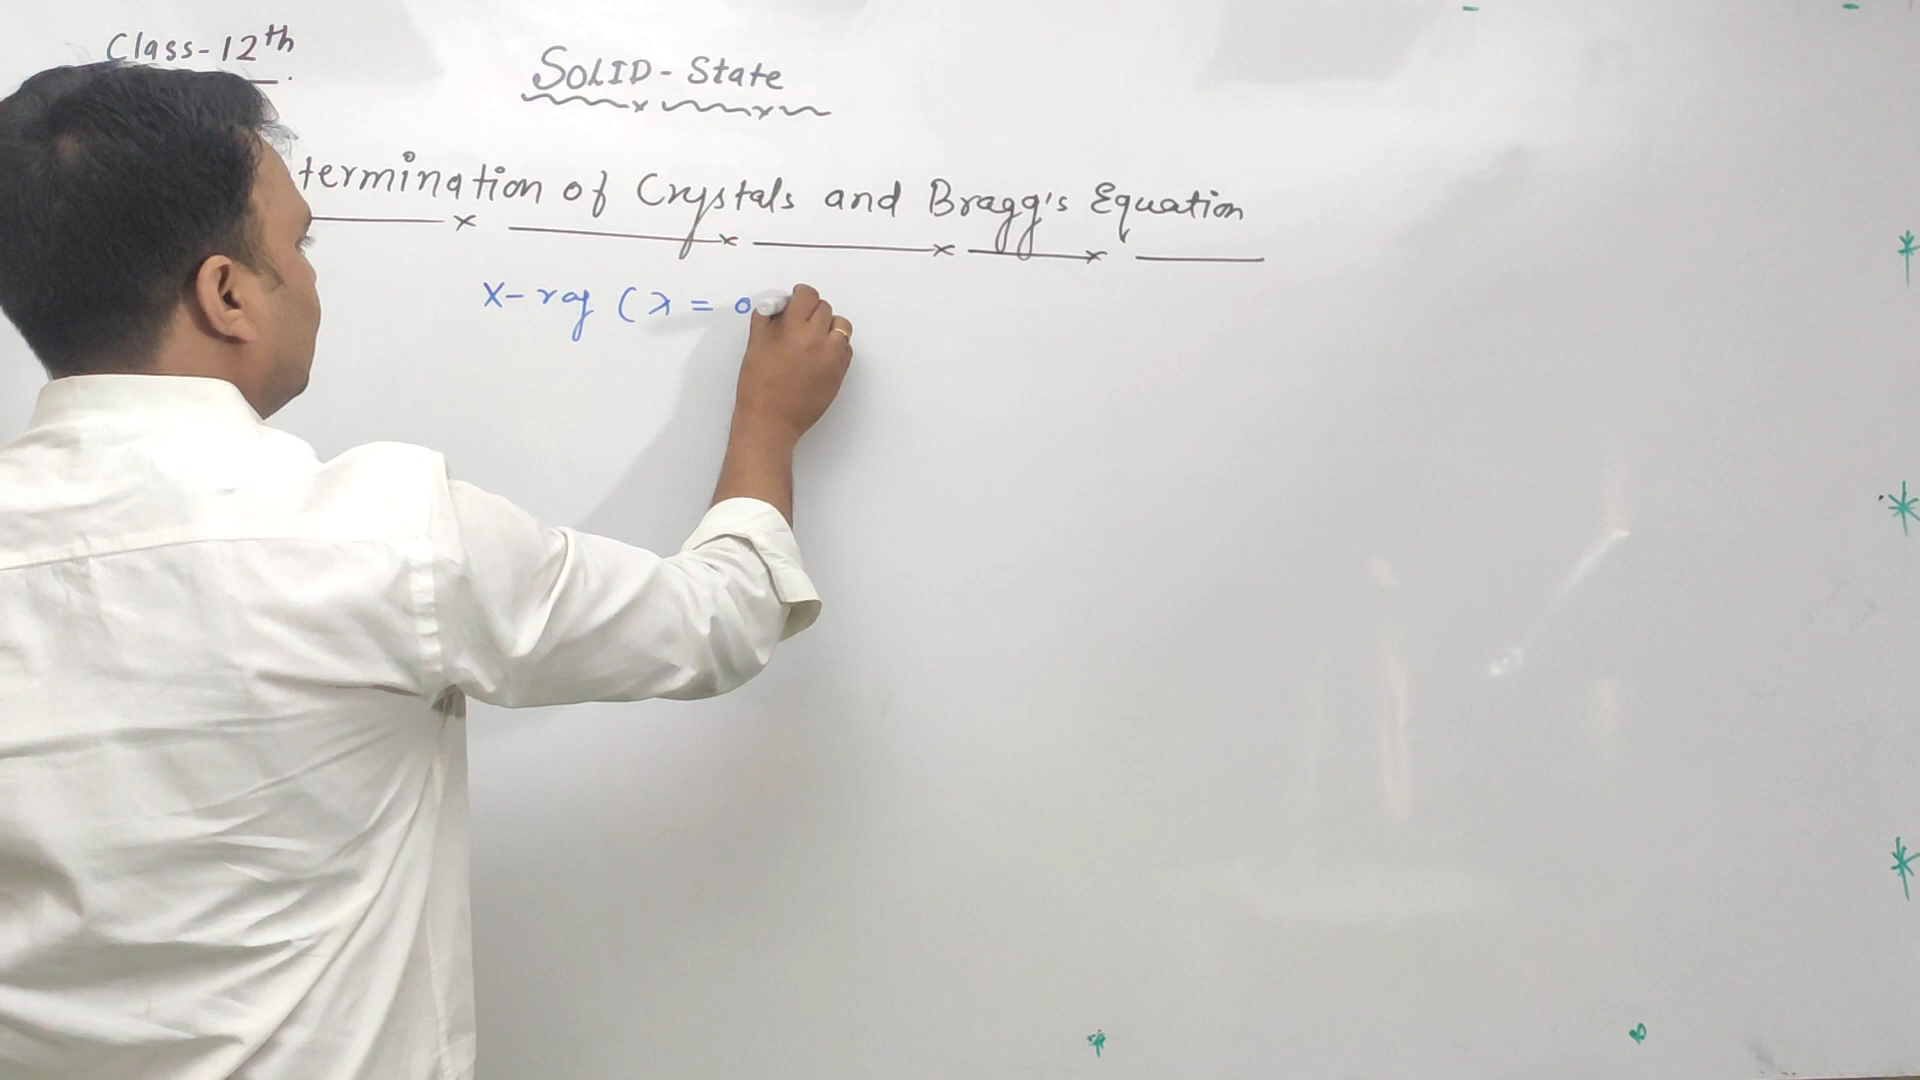 Class-12th
SOLID-State
termination of Crystals and Bragg's Equation
X-ray (λ = 0